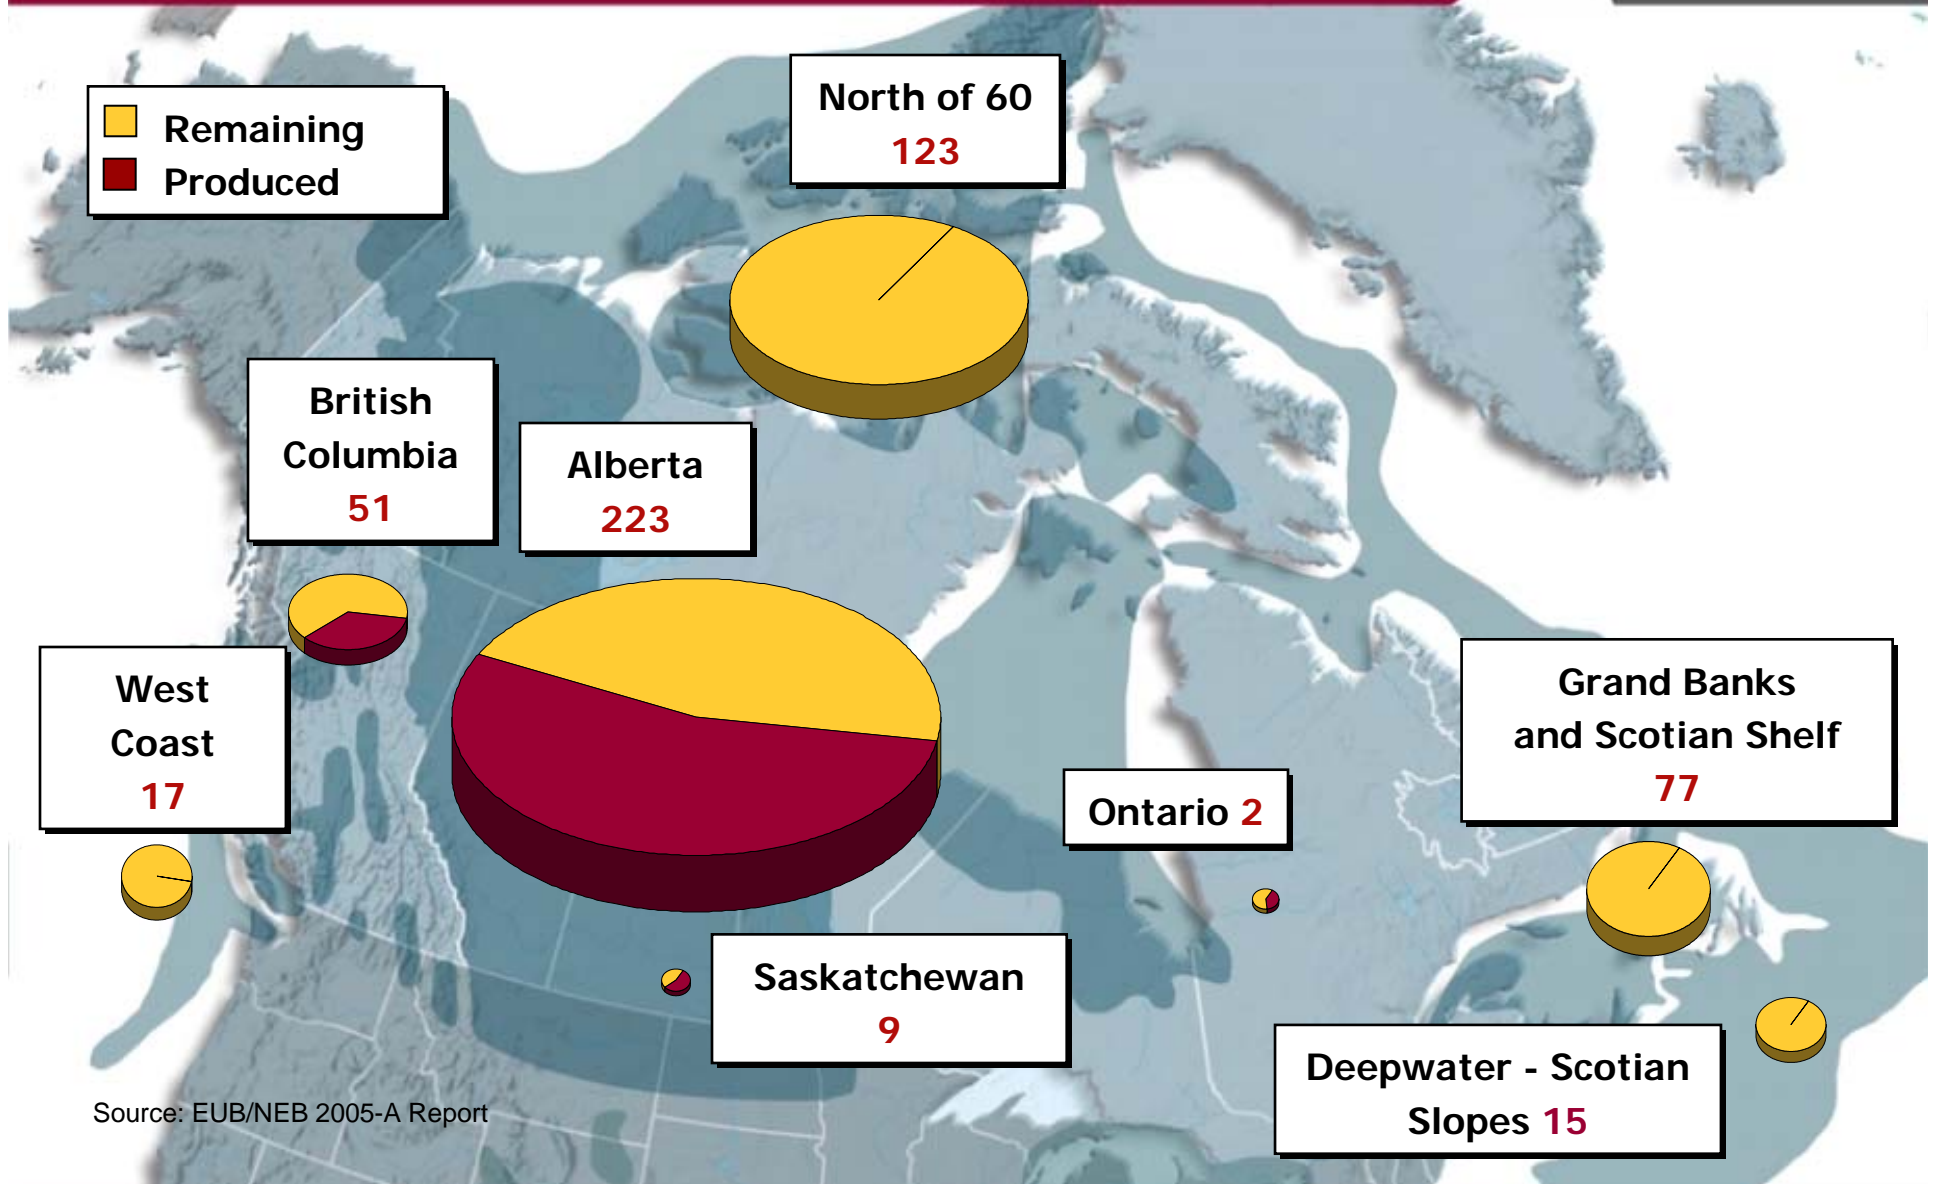 Remaining
Produced
North of 60
123
British
Columbia
51
Alberta
223
West
Coast
17
Grand Banks
and Scotian Shelf
77
Ontario 2
Saskatchewan
9
Deepwater - Scotian
Slopes 15
Source: EUB/NEB 2005-A Report